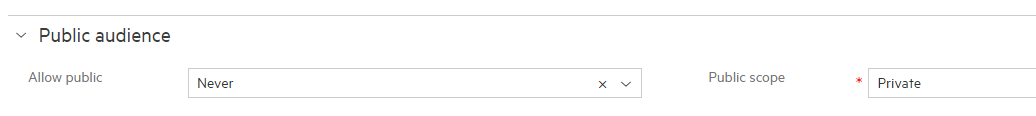 Public audience
Allow public
Never
Public scope
* Private